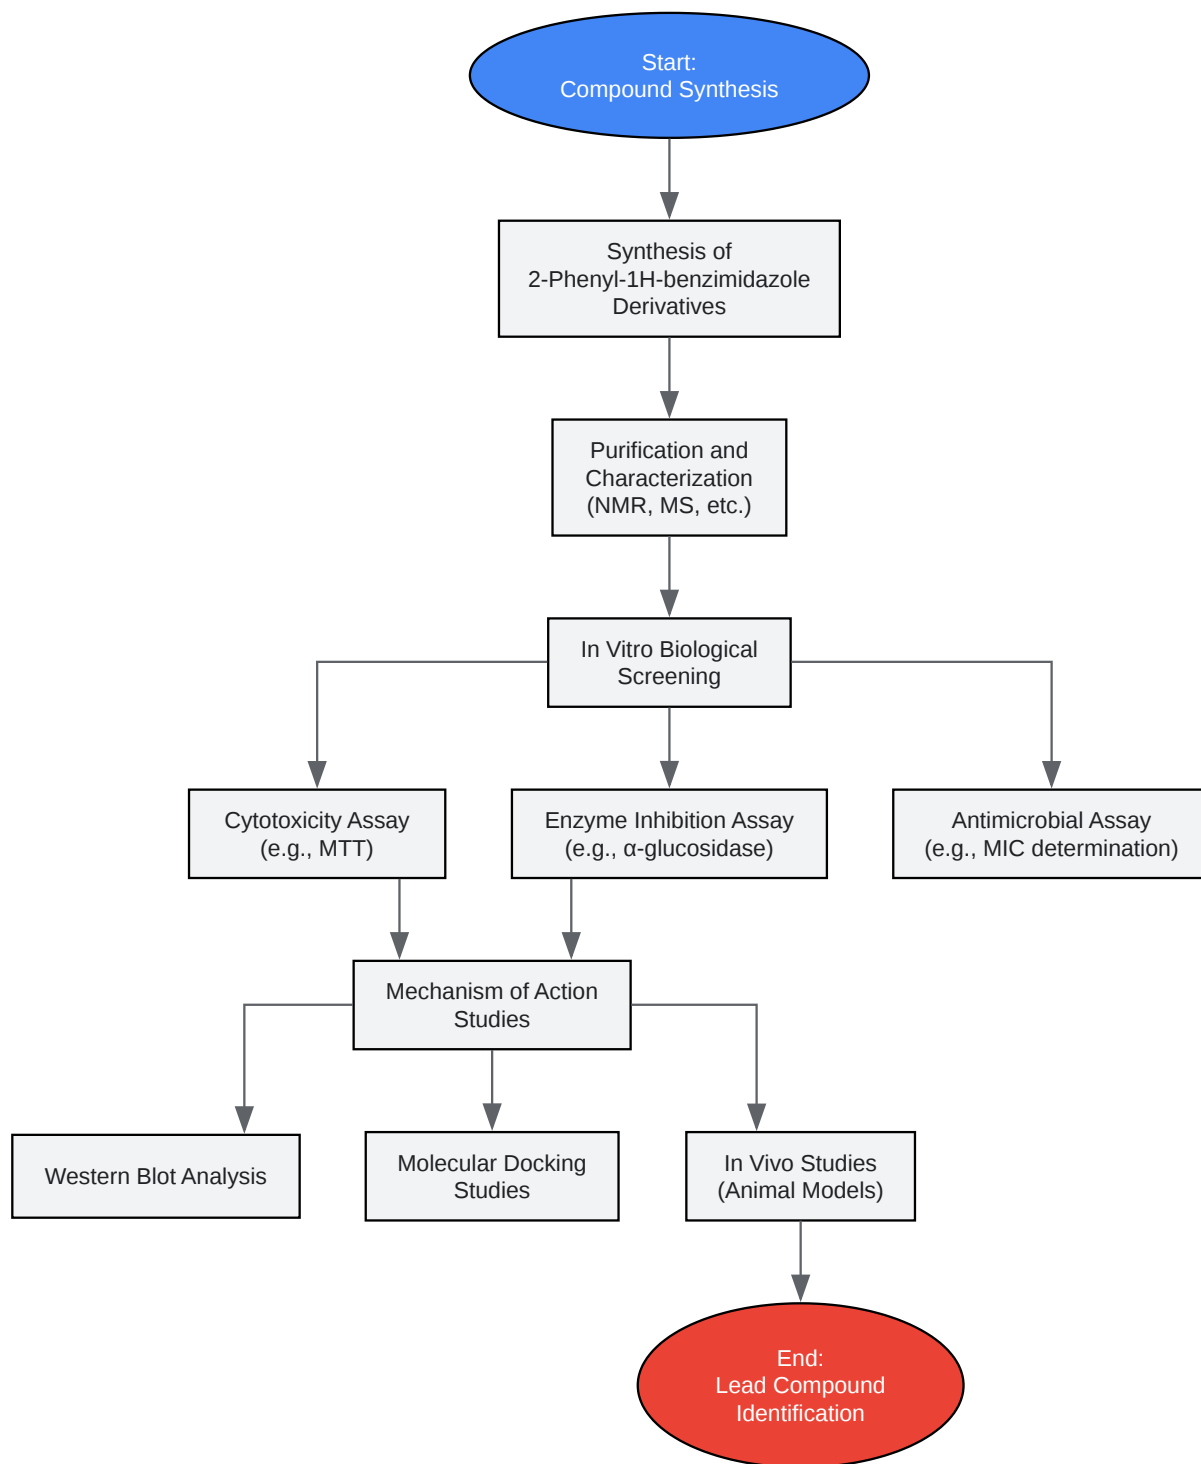 Start:
Compound Synthesis
Synthesis of
2-Phenyl-1H-benzimidazole
Derivatives
Purification and
Characterization
(NMR, MS, etc.)
In Vitro Biological
Screening
Cytotoxicity Assay
(e.g., MTT)
Enzyme Inhibition Assay
(e.g., α-glucosidase)
Antimicrobial Assay
(e.g., MIC determination)
Mechanism of Action
Studies
Western Blot Analysis
Molecular Docking
Studies
In Vivo Studies
(Animal Models)
End:
Lead Compound
Identification